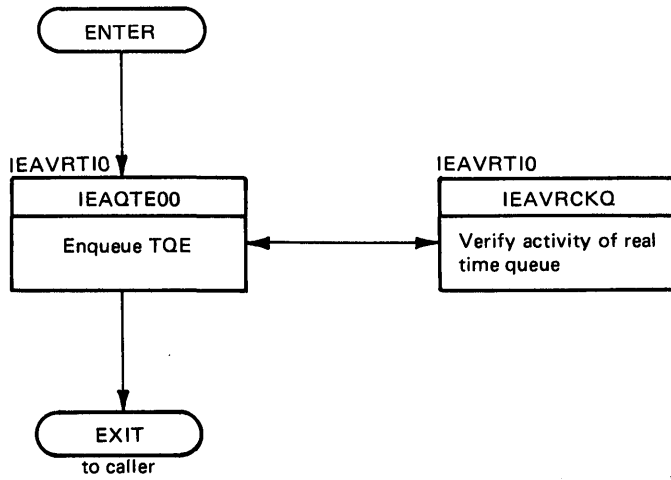 ENTER
IEAVRTI0
IEAQTE00
Enqueue TQE
IEAVRTI0
IEAVRCKQ
Verify activity of real
time queue
EXIT
to caller